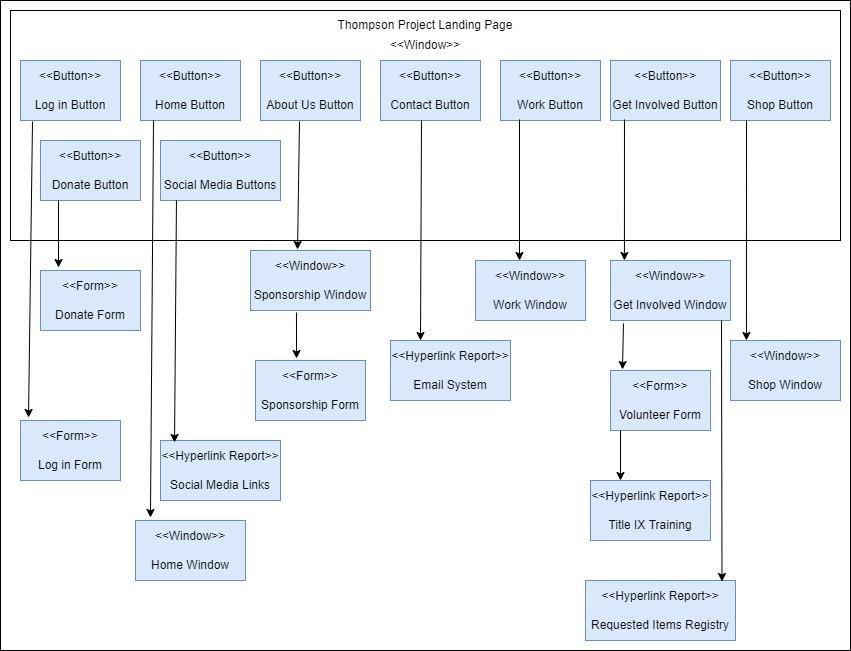 Thompson Project Landing Page
<<Window>>
<<Button>>
Log in Button
<<Button>>
Home Button
<<Button>>
About Us Button
<<Button>>
Contact Button
<<Button>>
Work Button
<<Button>>
Get Involved Button
<<Button>>
Shop Button
<<Button>>
Donate Button
<<Button>>
Social Media Buttons
<<Window>>
Sponsorship Window
<<Window>>
Work Window
<<Window>>
Get Involved Window
<<Form>>
Donate Form
<<Hyperlink Report>>
Email System
<<Window>>
Shop Window
<<Form>>
Sponsorship Form
<<Form>>
Volunteer Form
<<Form>>
Log in Form
<<Hyperlink Report>>
Social Media Links
<<Hyperlink Report>>
Title IX Training
<<Window>>
Home Window
<<Hyperlink Report>>
Requested Items Registry